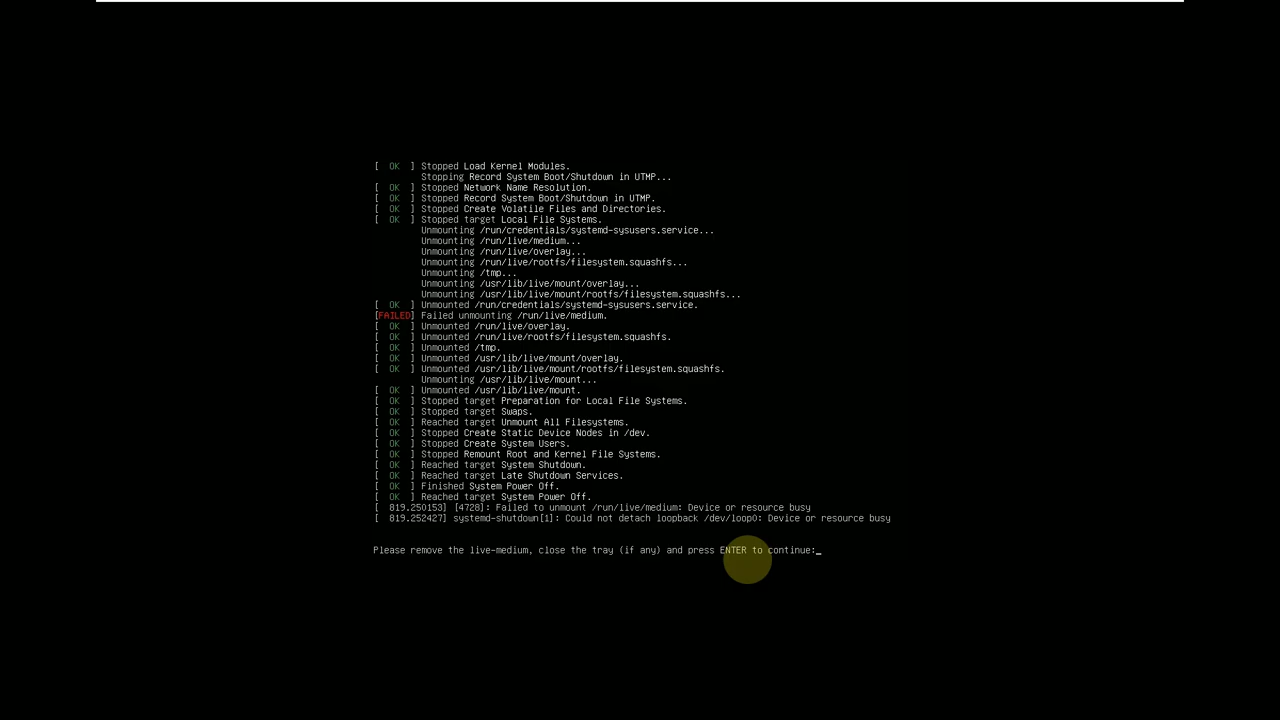 [  OK  ] Stopped Load Kernel Modules.
Stopping Record System Boot/Shutdown in UTMP...
[  OK  ] Stopped Network Name Resolution.
[  OK  ] Stopped Record System Boot/Shutdown in UTMP.
[  OK  ] Stopped Create Volatile Files and Directories.
[  OK  ] Stopped target Local File Systems.
Unmounting /run/credentials/systemd-sysusers.service...
Unmounting /run/live/medium...
Unmounting /run/live/overlay...
Unmounting /run/live/rootfs/filesystem.squashfs...
Unmounting /tmp...
Unmounting /usr/lib/live/mount/overlay...
Unmounting /usr/lib/live/mount/rootfs/filesystem.squashfs...
[  OK  ] Unmounted /run/credentials/systemd-sysusers.service.
[FAILED] Failed unmounting /run/live/medium.
[  OK  ] Unmounted /run/live/overlay.
[  OK  ] Unmounted /run/live/rootfs/filesystem.squashfs.
[  OK  ] Unmounted /tmp.
[  OK  ] Unmounted /usr/lib/live/mount/overlay.
[  OK  ] Unmounted /usr/lib/live/mount/rootfs/filesystem.squashfs.
Unmounting /usr/lib/live/mount...
[  OK  ] Unmounted /usr/lib/live/mount.
[  OK  ] Stopped target Preparation for Local File Systems.
[  OK  ] Stopped target Swaps.
[  OK  ] Reached target Unmount All Filesystems.
[  OK  ] Stopped Create Static Device Nodes in /dev.
[  OK  ] Stopped Create System Users.
[  OK  ] Stopped Remount Root and Kernel File Systems.
[  OK  ] Reached target System Shutdown.
[  OK  ] Reached target Late Shutdown Services.
[  OK  ] Finished System Power Off.
[  OK  ] Reached target System Power Off.
[  819.250153] [4728]: Failed to unmount /run/live/medium: Device or resource busy
[  819.252427] systemd-shutdown[1]: Could not detach loopback /dev/loop0: Device or resource busy
Please remove the live-medium, close the tray (if any) and press ENTER to continue:_